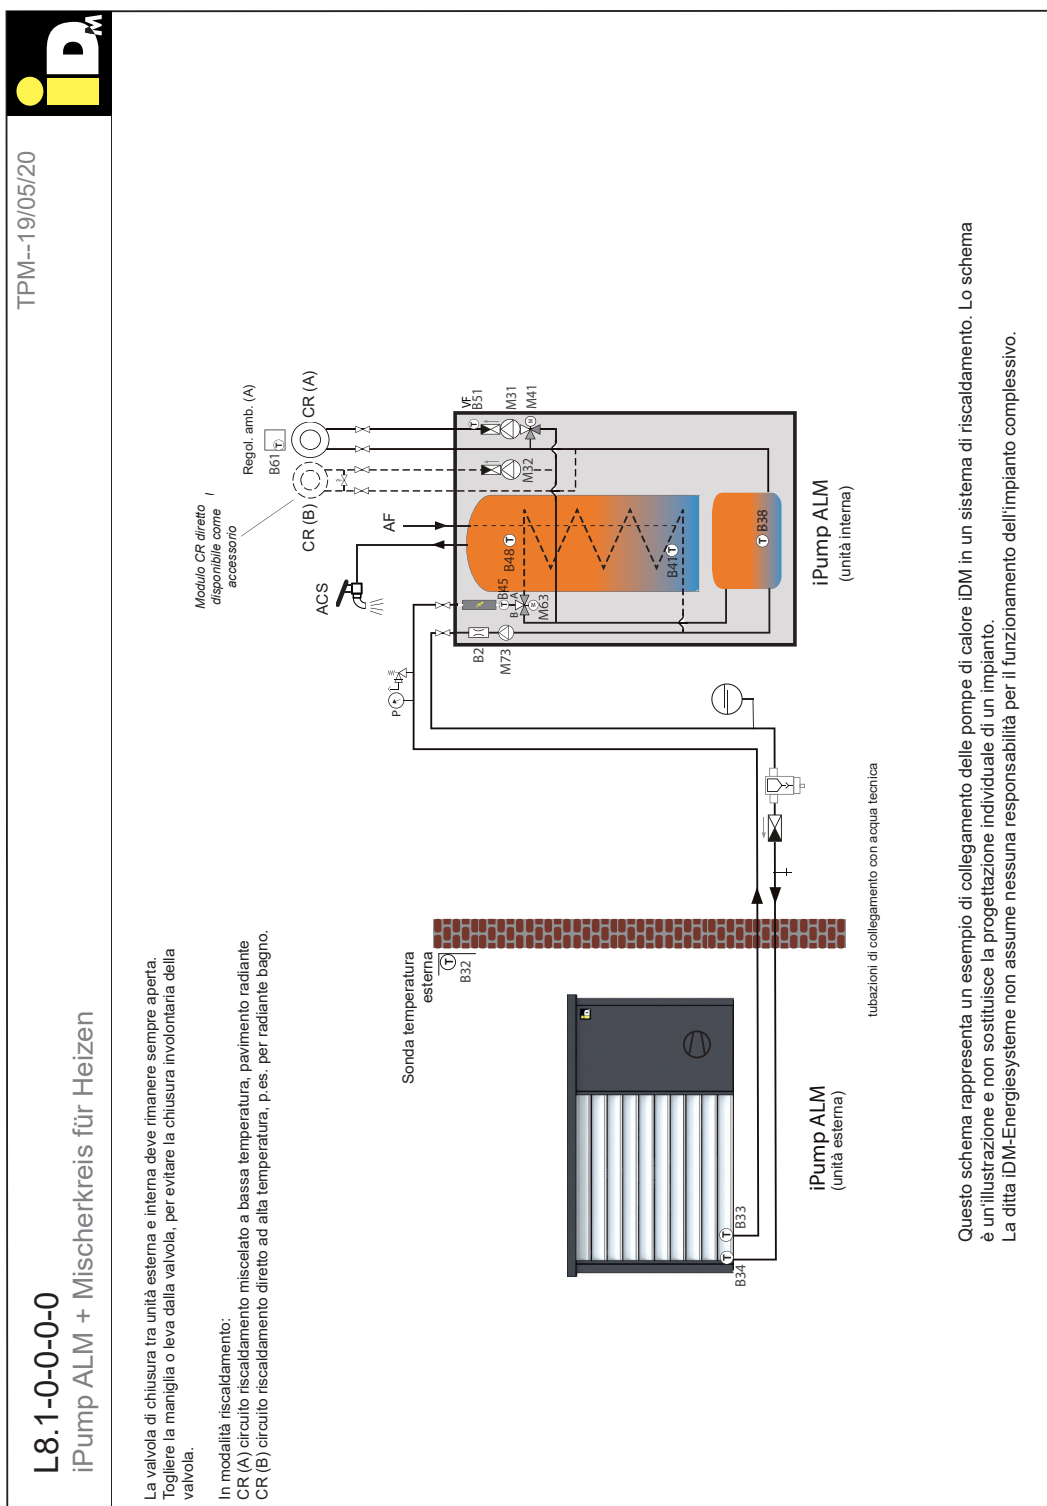 L8.1-0-0-0-0
iPump ALM + Mischerkreis für Heizen
TPM--19/05/20
iDM
La valvola di chiusura tra unità esterna e interna deve rimanere sempre aperta.
Togliere la maniglia o leva dalla valvola, per evitare la chiusura involontaria della
valvola.
In modalità riscaldamento:
CR (A) circuito riscaldamento miscelato a bassa temperatura, pavimento radiante
CR (B) circuito riscaldamento diretto ad alta temperatura, p.es. per radiante bagno.
Modulo CR diretto
disponibile come
accessorio
Regol. amb. (A)
B61
T
CR (B)
CR (A)
ACS
AF
P
VF
B51
T
M31
M41
M
M32
B48
T
B41
T
B38
T
B45
T
A
B
M
M63
B2
M73
iPump ALM
(unità interna)
Sonda temperatura
esterna
T
B32
tubazioni di collegamento con acqua tecnica
iDM
B34
T
B33
T
iPump ALM
(unità esterna)
Questo schema rappresenta un esempio di collegamento delle pompe di calore iDM in un sistema di riscaldamento. Lo schema
è un'illustrazione e non sostituisce la progettazione individuale di un impianto.
La ditta iDM-Energiesysteme non assume nessuna responsabilità per il funzionamento dell'impianto complessivo.